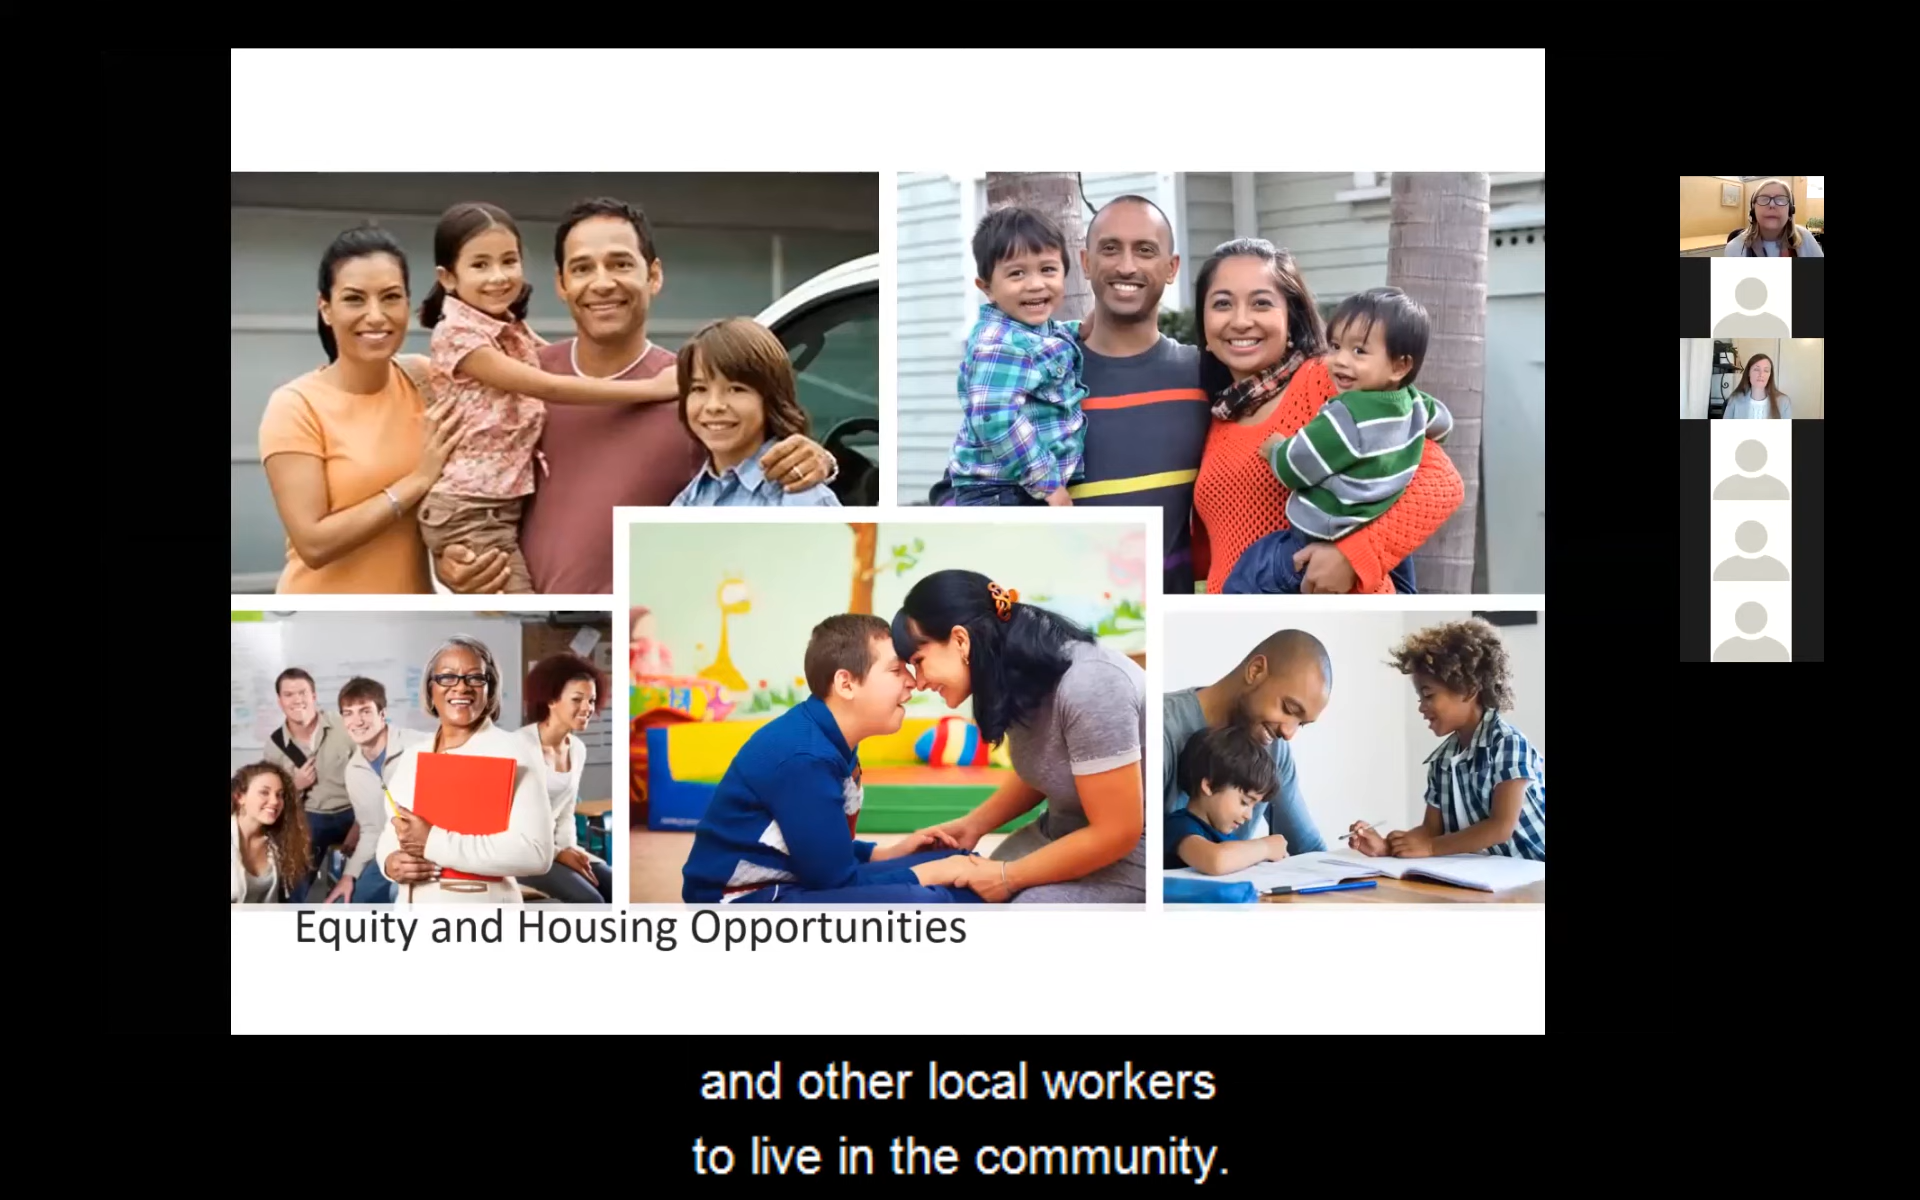 Equity and Housing Opportunities
and other local workers
to live in the community.